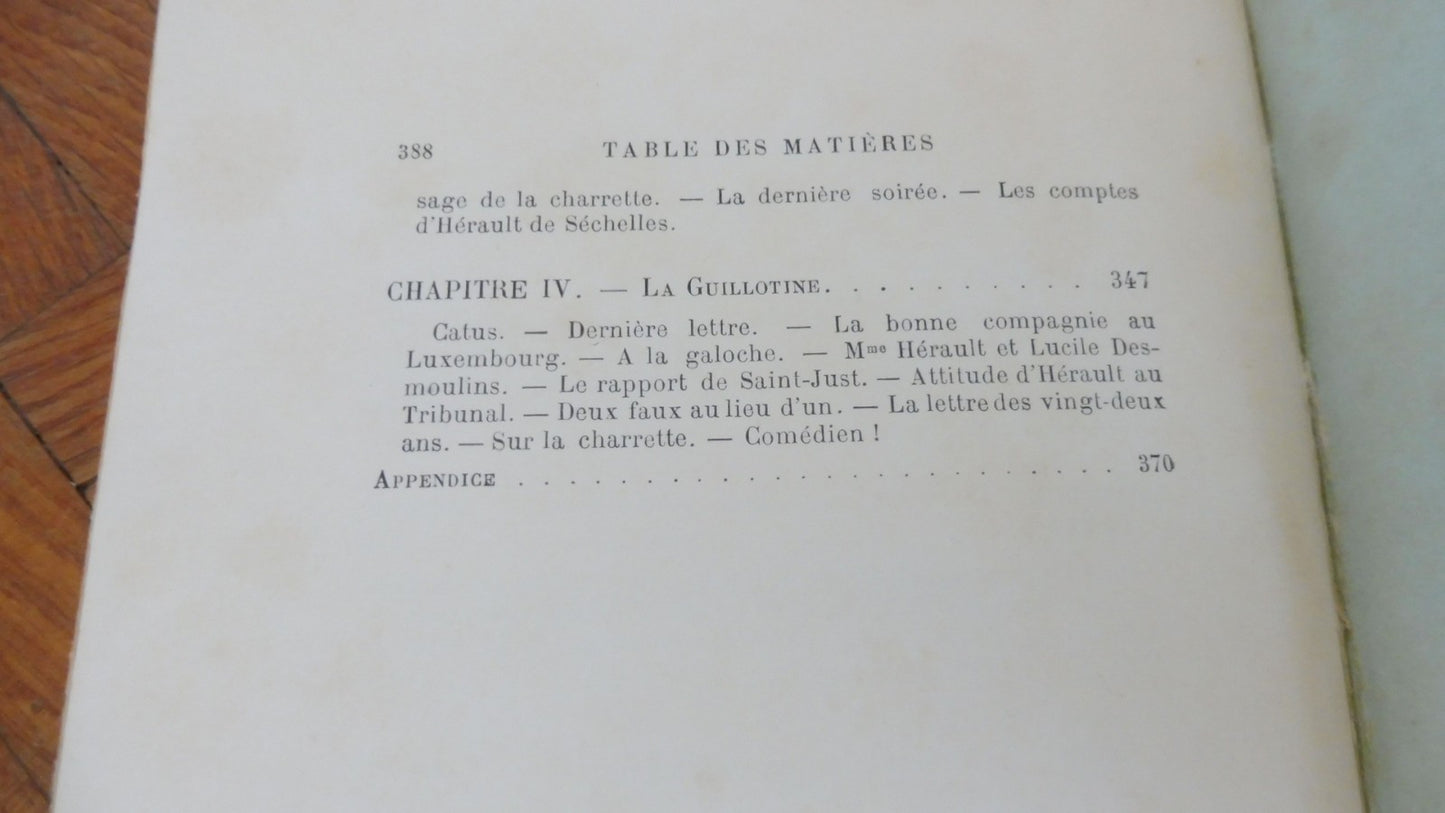 388 TABLE DES MATIÈRES
sage de la charrette. — La dernière soirée. — Les comptes
d'Hérault de Séchelles.
CHAPITRE IV. — LA GUILLOTINE. . . . . . . . . . 347
Catus. — Dernière lettre. — La bonne compagnie au
Luxembourg. — A la galoche. — Mme Hérault et Lucile Des-
moulins. — Le rapport de Saint-Just. — Attitude d'Hérault au
Tribunal. — Deux faux au lieu d'un. — La lettre des vingt-deux
ans. — Sur la charrette. — Comédien !
APPENDICE . . . . . . . . . . . . . . . . . . . . . . . . 370